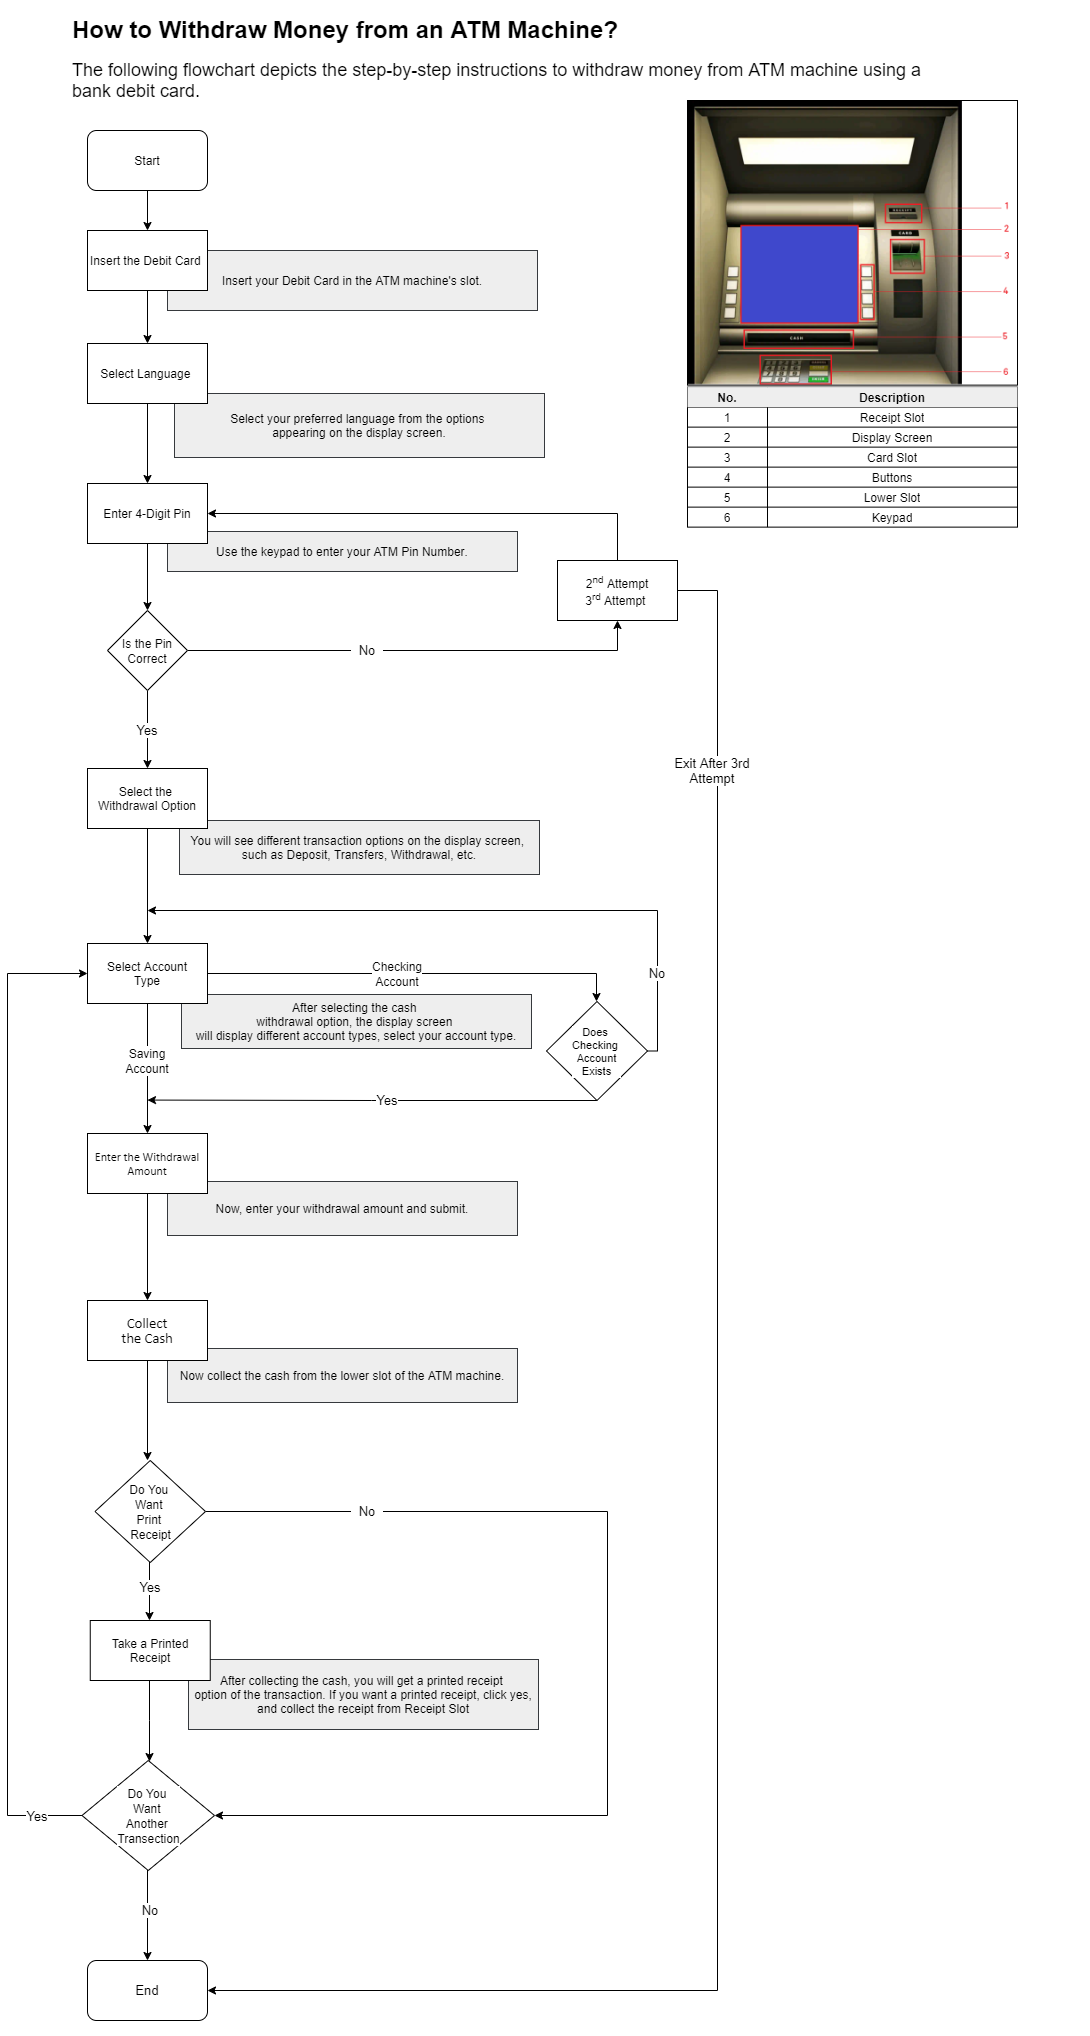 How to Withdraw Money from an ATM Machine?
The following flowchart depicts the step-by-step instructions to withdraw money from ATM machine using a
bank debit card.
Start
Insert the Debit Card
Insert your Debit Card in the ATM machine's slot.
Select Language
Select your preferred language from the options
appearing on the display screen.
Enter 4-Digit Pin
Use the keypad to enter your ATM Pin Number.
2nd Attempt
3rd Attempt
Is the Pin
Correct
No
Yes
Exit After 3rd
Attempt
Select the
Withdrawal Option
You will see different transaction options on the display screen,
such as Deposit, Transfers, Withdrawal, etc.
Select Account
Type
Checking
Account
No
After selecting the cash
withdrawal option, the display screen
will display different account types, select your account type.
Does
Checking
Account
Exists
Saving
Account
Yes
Enter the Withdrawal
Amount
Now, enter your withdrawal amount and submit.
Collect
the Cash
Now collect the cash from the lower slot of the ATM machine.
Do You
Want
Print
Receipt
No
Yes
Take a Printed
Receipt
After collecting the cash, you will get a printed receipt
option of the transaction. If you want a printed receipt, click yes,
and collect the receipt from Receipt Slot
Do You
Want
Another
Transection
Yes
No
End
RECEIPT
CARD
CASH
1
2
3
4
5
6
No. Description
1 Receipt Slot
2 Display Screen
3 Card Slot
4 Buttons
5 Lower Slot
6 Keypad